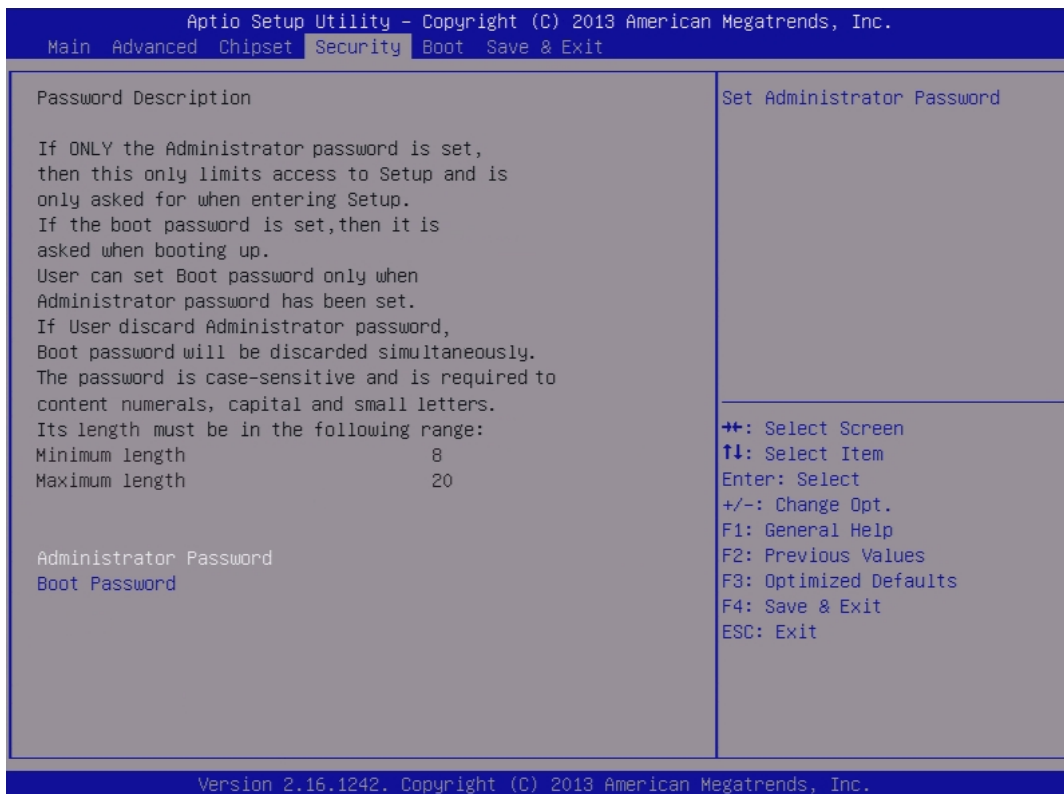 Aptio Setup Utility – Copyright (C) 2013 American Megatrends, Inc.
Main Advanced Chipset Security Boot Save & Exit
Password Description
If ONLY the Administrator password is set,
then this only limits access to Setup and is
only asked for when entering Setup.
If the boot password is set,then it is
asked when booting up.
User can set Boot password only when
Administrator password has been set.
If User discard Administrator password,
Boot password will be discarded simultaneously.
The password is case-sensitive and is required to
content numerals, capital and small letters.
Its length must be in the following range:
Minimum length 8
Maximum length 20
Administrator Password
Boot Password
Set Administrator Password
→←: Select Screen
↑↓: Select Item
Enter: Select
+/-: Change Opt.
F1: General Help
F2: Previous Values
F3: Optimized Defaults
F4: Save & Exit
ESC: Exit
Version 2.16.1242. Copyright (C) 2013 American Megatrends, Inc.